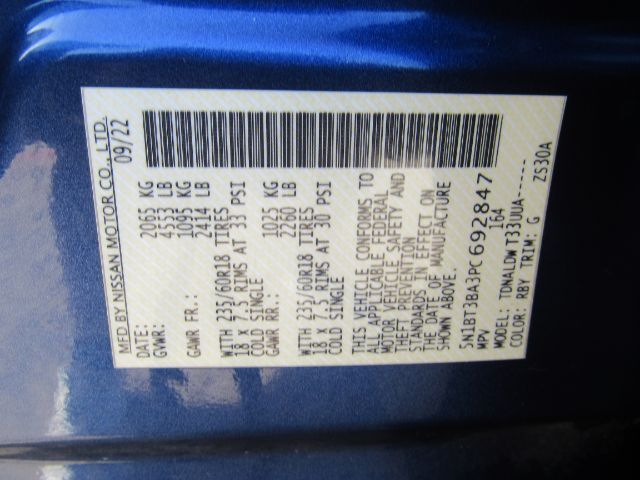 MFD BY NISSAN MOTOR CO., LTD.
DATE: 09/22
GVWR: 2065 KG
4553 LB
GAWR FR.: 1095 KG
2414 LB
WITH 235/60R18 TIRES
18 x 7.5 RIMS AT 33 PSI
COLD SINGLE
GAWR RR.: 1025 KG
2260 LB
WITH 235/60R18 TIRES
18 x 7.5 RIMS AT 30 PSI
COLD SINGLE
THIS VEHICLE CONFORMS TO
ALL APPLICABLE FEDERAL
MOTOR VEHICLE SAFETY AND
THEFT PREVENTION
STANDARDS IN EFFECT ON
THE DATE OF MANUFACTURE
SHOWN ABOVE.
5N1BT3BA3PC692847
MPV 164
MODEL: TDNALDW T33UUA-----
COLOR: RBY TRIM: G ZS30A